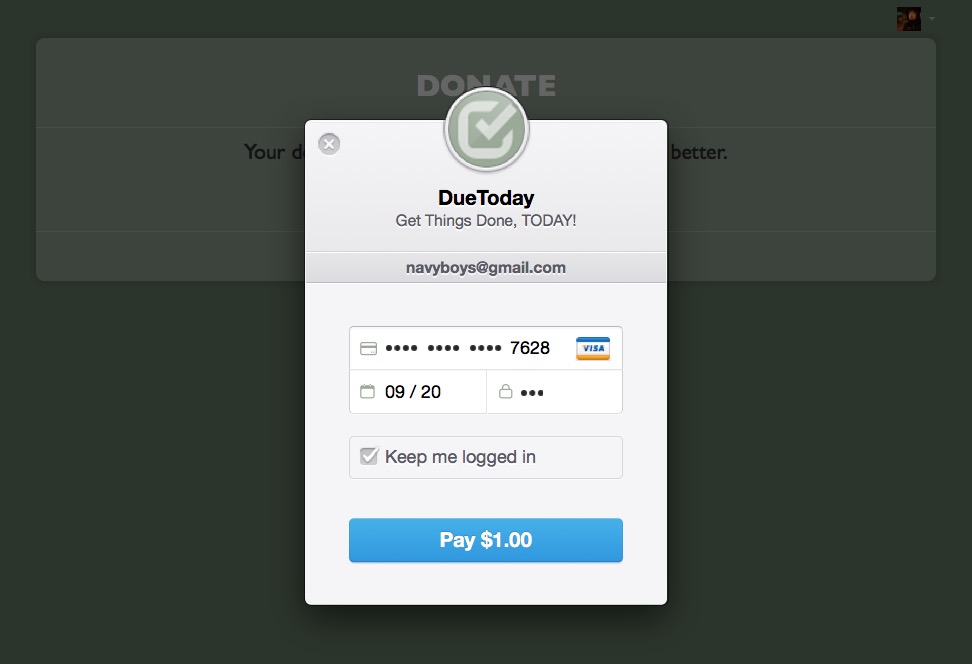 DONATE
Your
better.
DueToday
Get Things Done, TODAY!
navyboys@gmail.com
•••• •••• •••• 7628
VISA
09 / 20
•••
Keep me logged in
Pay $1.00